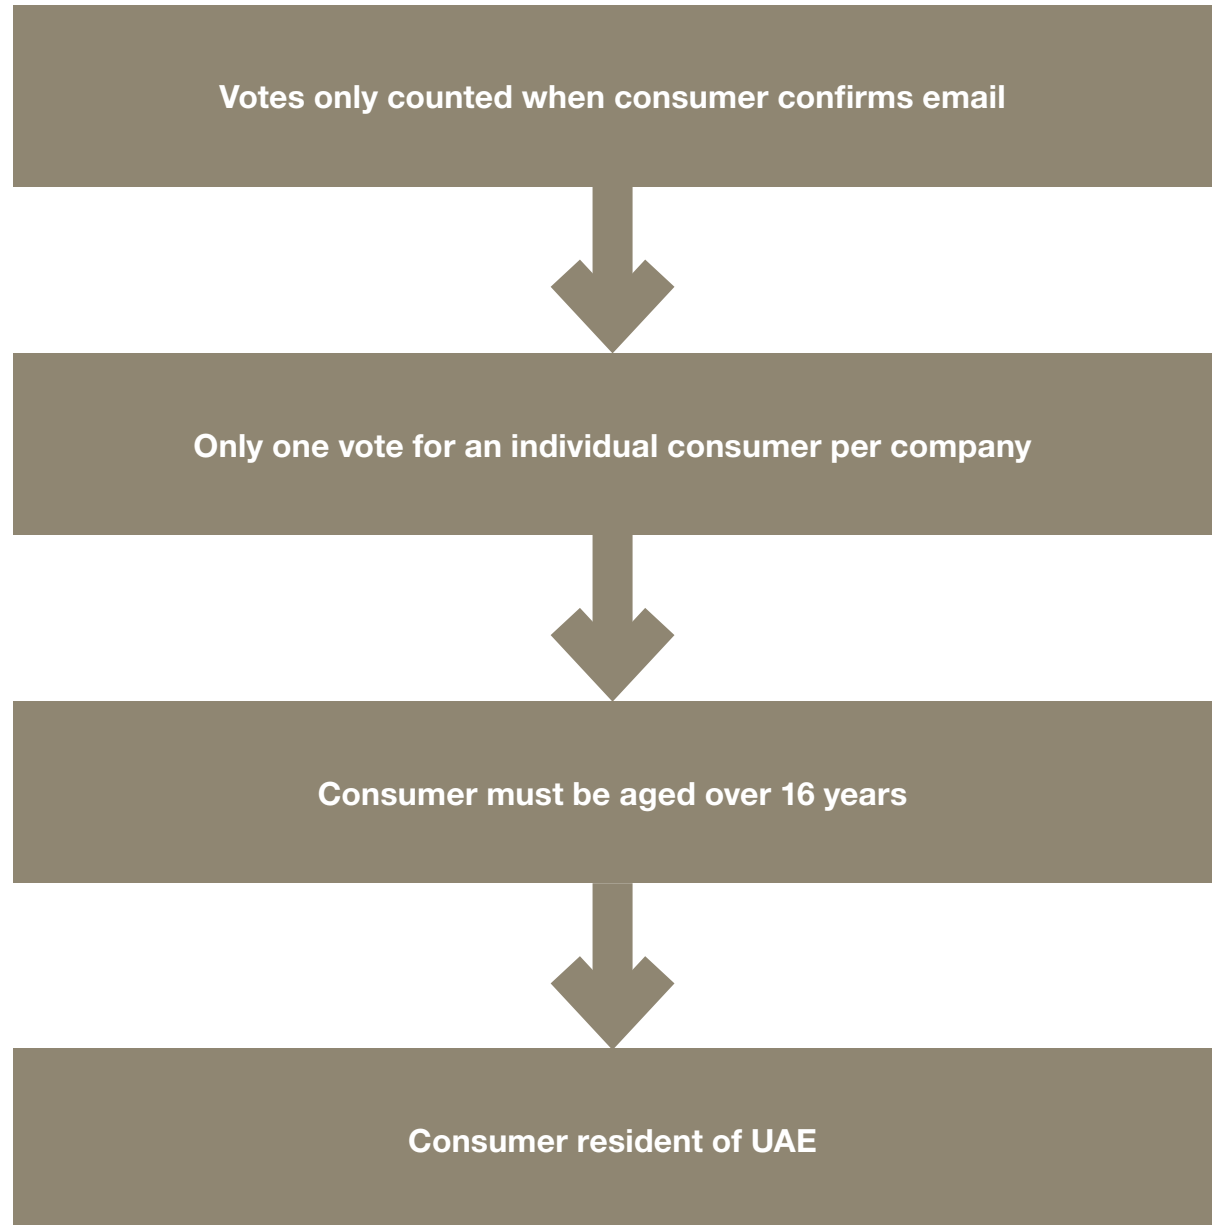 Votes only counted when consumer confirms email
Only one vote for an individual consumer per company
Consumer must be aged over 16 years
Consumer resident of UAE